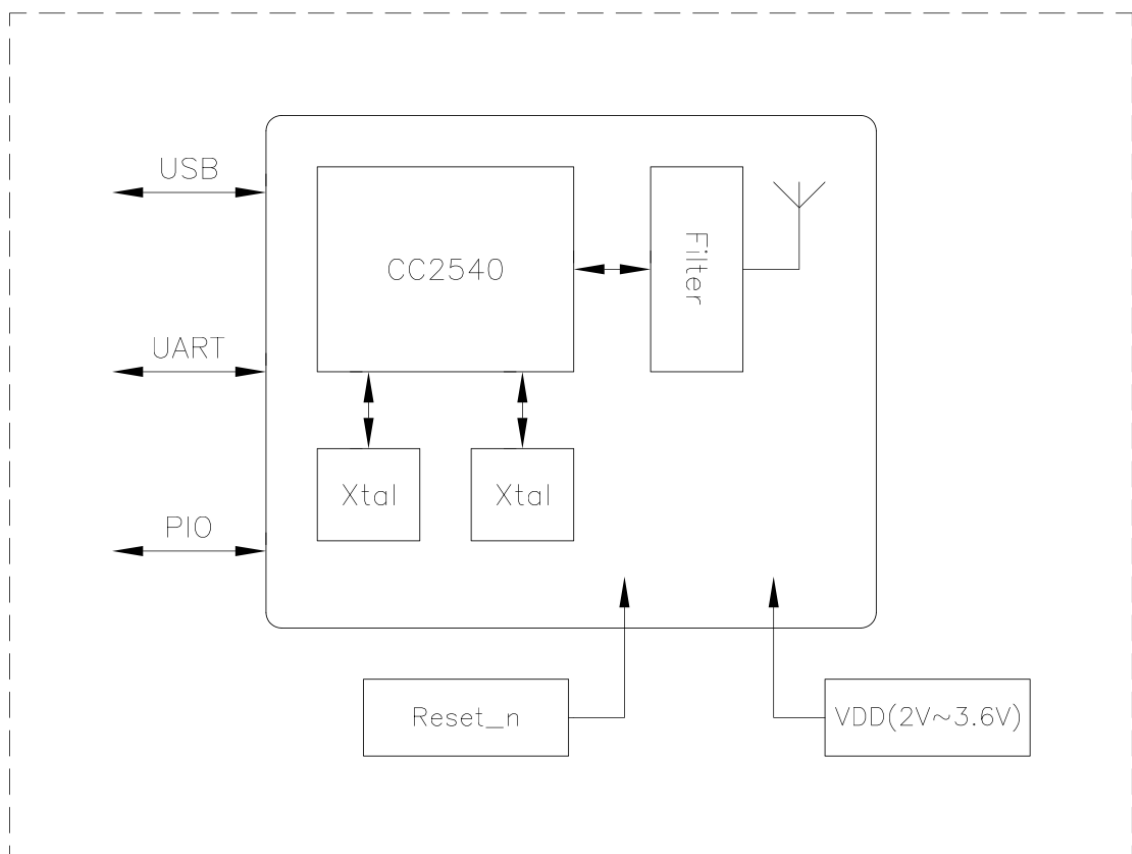 USB
CC2540
Filter
UART
Xtal
Xtal
PIO
Reset_n
VDD(2V~3.6V)